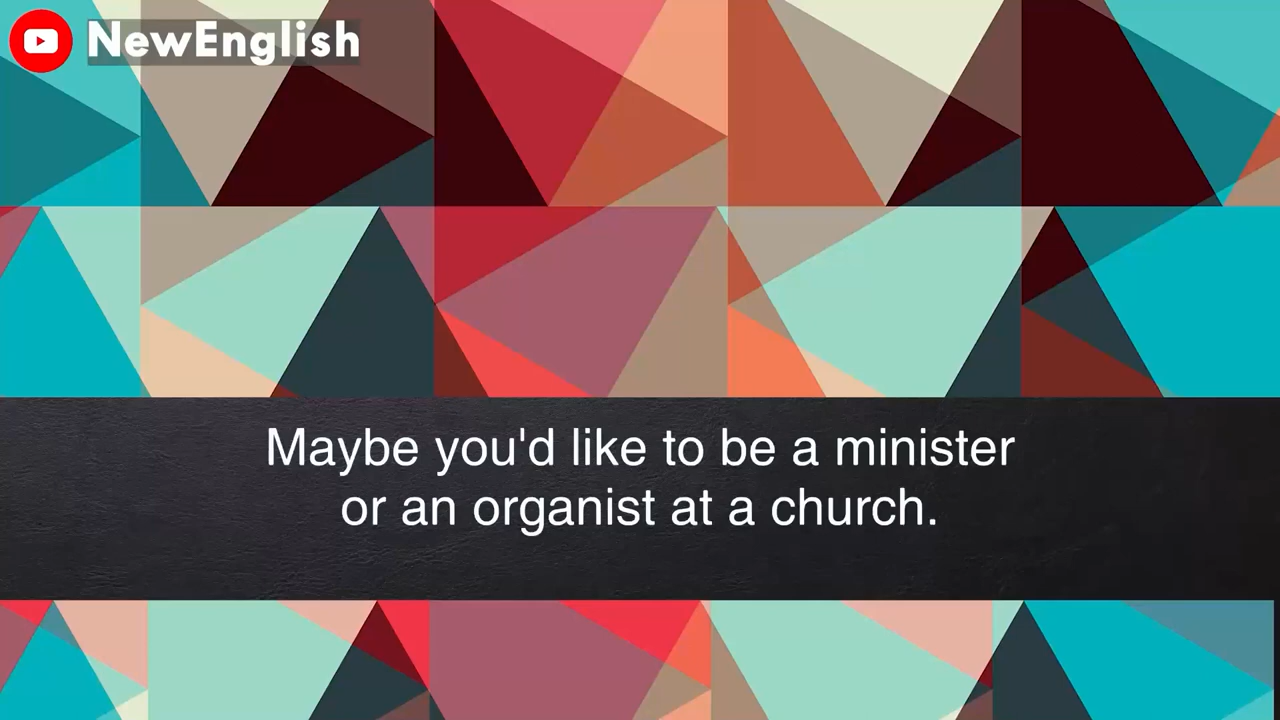 NewEnglish
Maybe you'd like to be a minister
or an organist at a church.